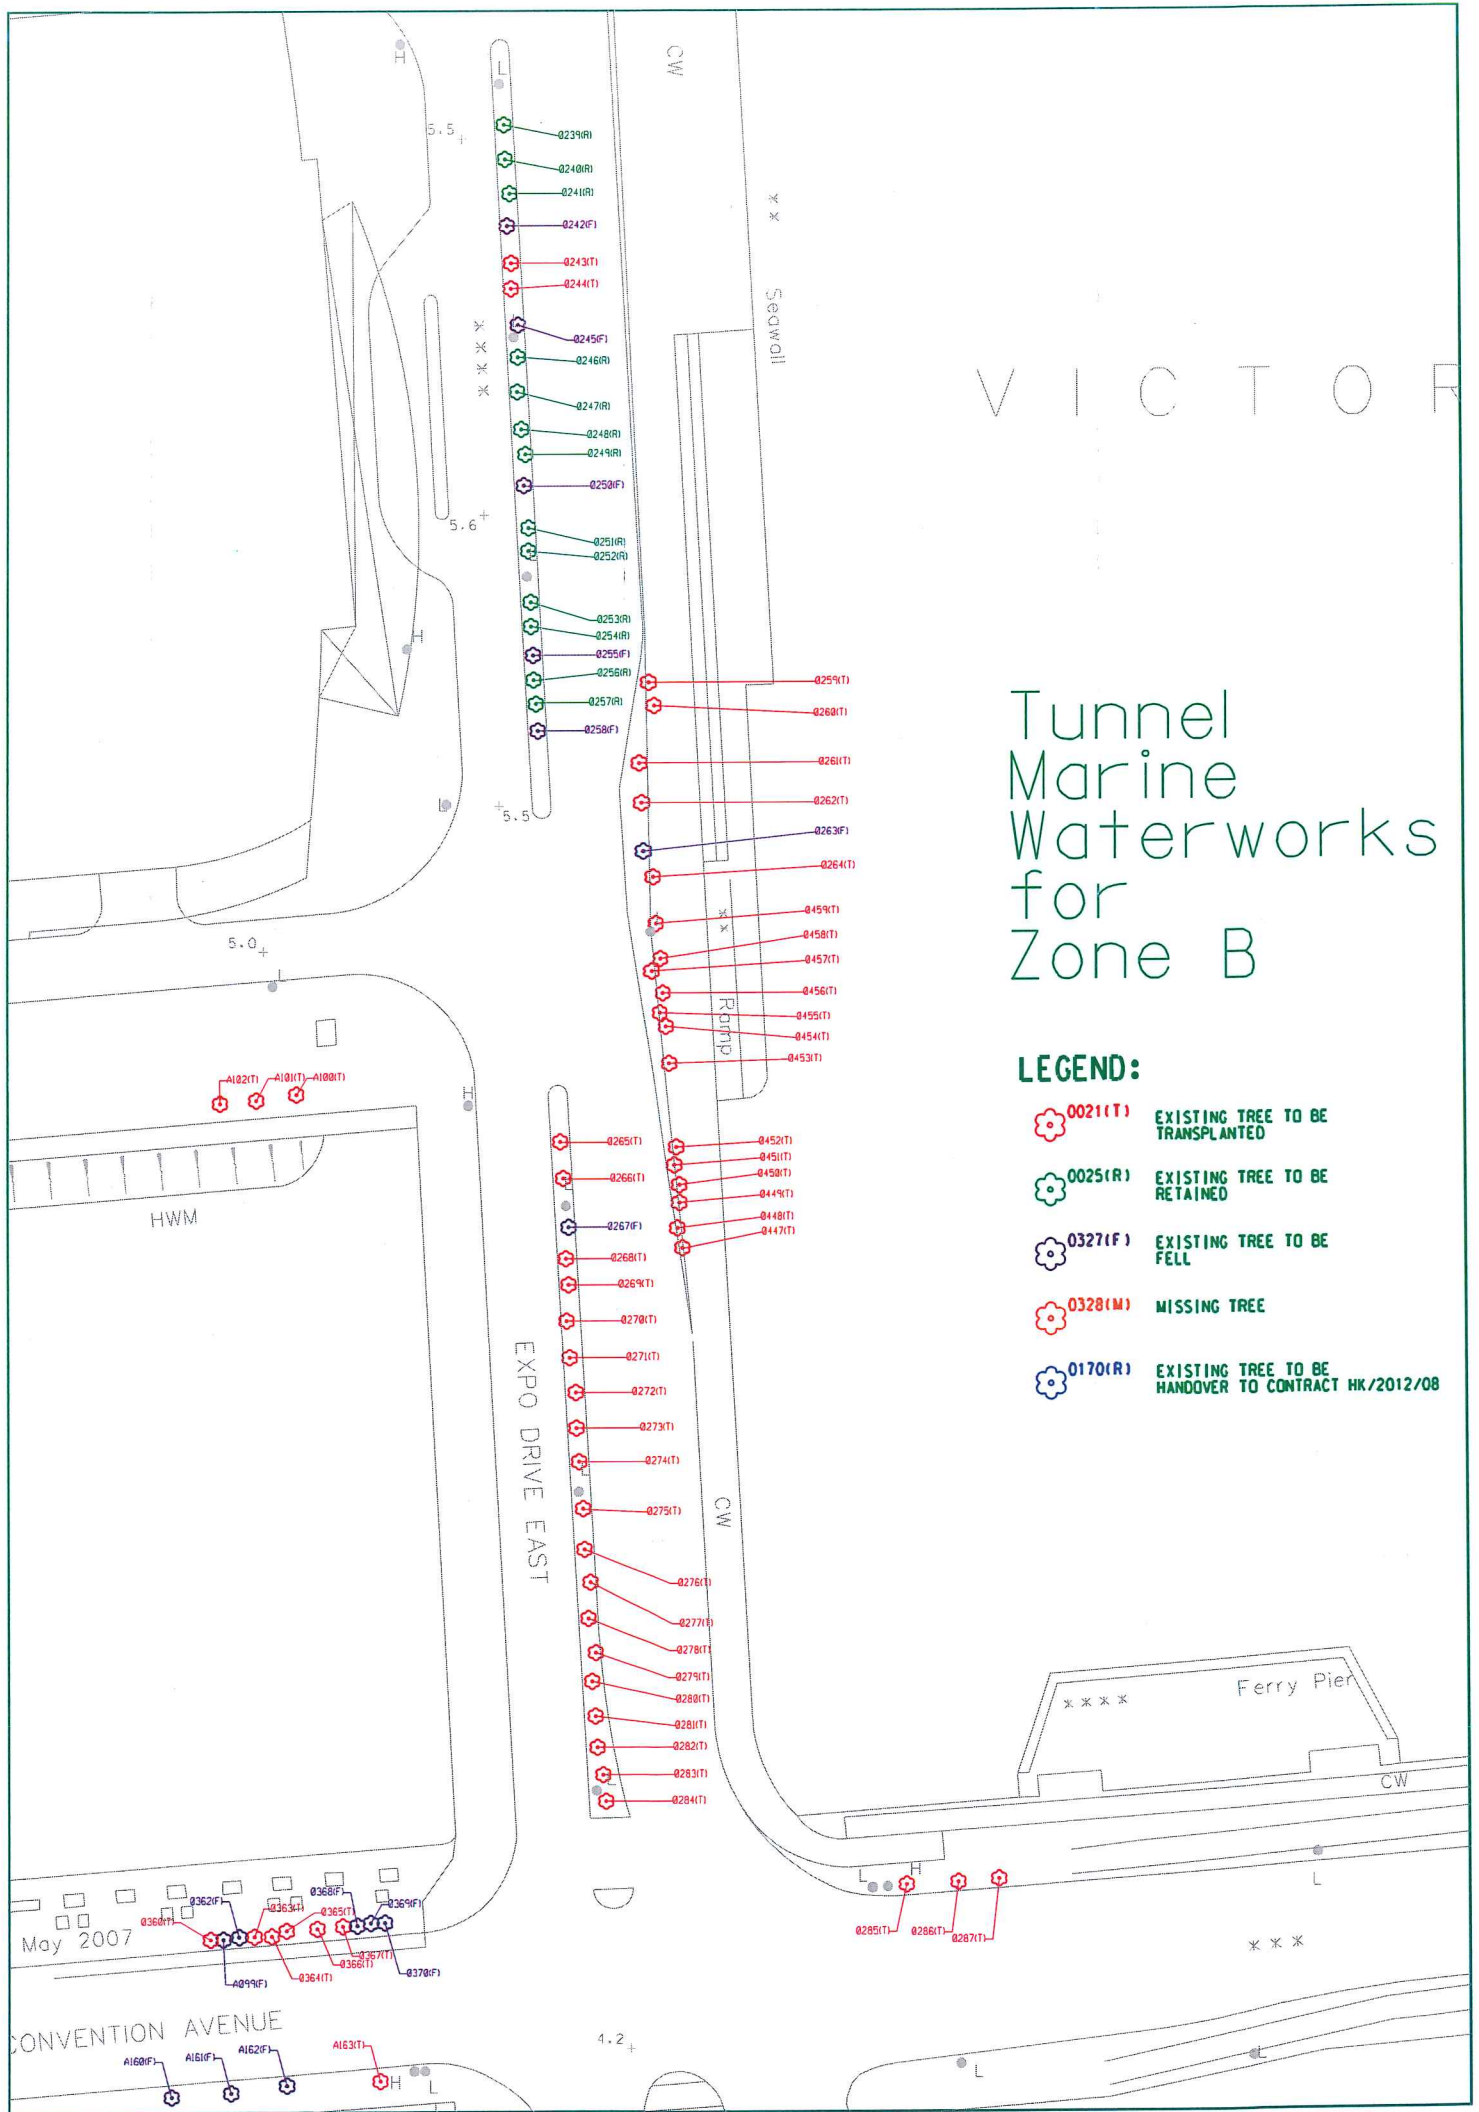 H
CW
L
5.5
0239(R)
0240(R)
0241(R)
0242(F)
0243(T)
0244(T)
0245(F)
0246(R)
0247(R)
0248(R)
0249(R)
0250(F)
0251(R)
0252(R)
0253(R)
0254(R)
0255(F)
0256(R)
0257(R)
0258(F)
Seawall
VICTOR
5.6
H
L
5.5
0259(T)
0260(T)
0261(T)
0262(T)
0263(F)
0264(T)
0459(T)
0458(T)
0457(T)
0456(T)
0455(T)
0454(T)
0453(T)
0452(T)
0451(T)
0450(T)
0449(T)
0448(T)
0447(T)
Ramp
Tunnel
Marine
Waterworks
for
Zone B
LEGEND:
0021(T) EXISTING TREE TO BE
TRANSPLANTED
0025(R) EXISTING TREE TO BE
RETAINED
0327(F) EXISTING TREE TO BE
FELL
0328(M) MISSING TREE
0170(R) EXISTING TREE TO BE
HANDOVER TO CONTRACT HK/2012/08
5.0
L
A102(T)
A101(T)
A100(T)
H
HWM
0265(T)
0266(T)
0267(F)
0268(T)
0269(T)
0270(T)
0271(T)
0272(T)
0273(T)
0274(T)
0275(T)
0276(T)
0277(T)
0278(T)
0279(T)
0280(T)
0281(T)
0282(T)
0283(T)
0284(T)
EXPO DRIVE EAST
CW
Ferry Pier
CW
L
H
L
0285(T)
0286(T)
0287(T)
0360(T)
0362(F)
0363(T)
0365(T)
0368(F)
0369(F)
May 2007
A099(F)
0364(T)
0366(T)
0367(T)
0370(F)
CONVENTION AVENUE
A160(F)
A161(F)
A162(F)
A163(T)
H
L
4.2
L
L